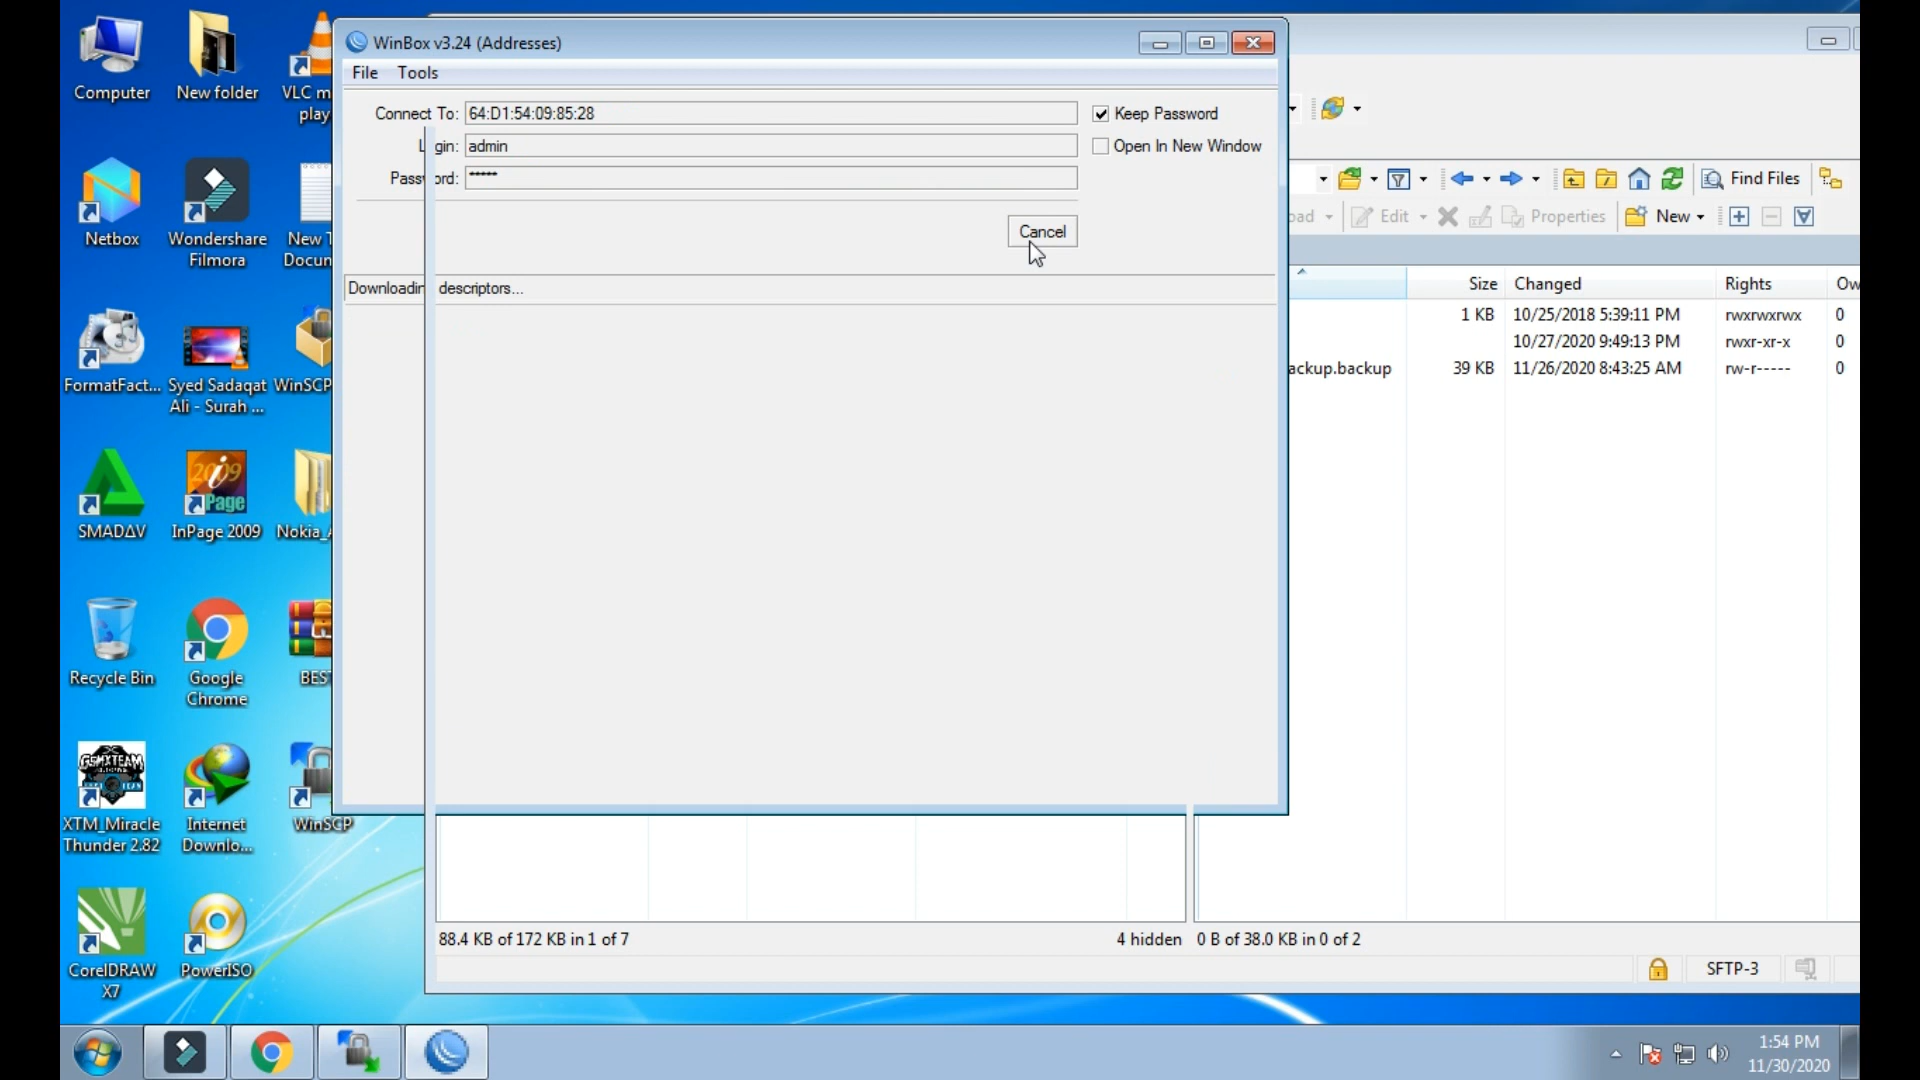 WinBox v3.24 (Addresses)
File Tools
Connect To: 64:D1:54:09:85:28
Keep Password
admin
Open In New Window
*****
Cancel
descriptors...
Computer
New folder
VLC m
play
Netbox
Wondershare
Filmora
New T
Docun
FormatFact...
Syed Sadaqat
Ali - Surah ...
WinSCP
SMADΔV
2009
Page
InPage 2009
Nokia_
Recycle Bin
Google
Chrome
BES
GSMXTEAM
XTM_Miracle
Thunder 2.82
Internet
Downlo...
WinSCP
CorelDRAW
X7
PowerISO
Find Files
oad Edit Properties New
Size Changed Rights Ow
1 KB 10/25/2018 5:39:11 PM rwxrwxrwx 0
10/27/2020 9:49:13 PM rwxr-xr-x 0
ackup.backup 39 KB 11/26/2020 8:43:25 AM rw-r----- 0
88.4 KB of 172 KB in 1 of 7
4 hidden
0 B of 38.0 KB in 0 of 2
SFTP-3
1:54 PM
11/30/2020